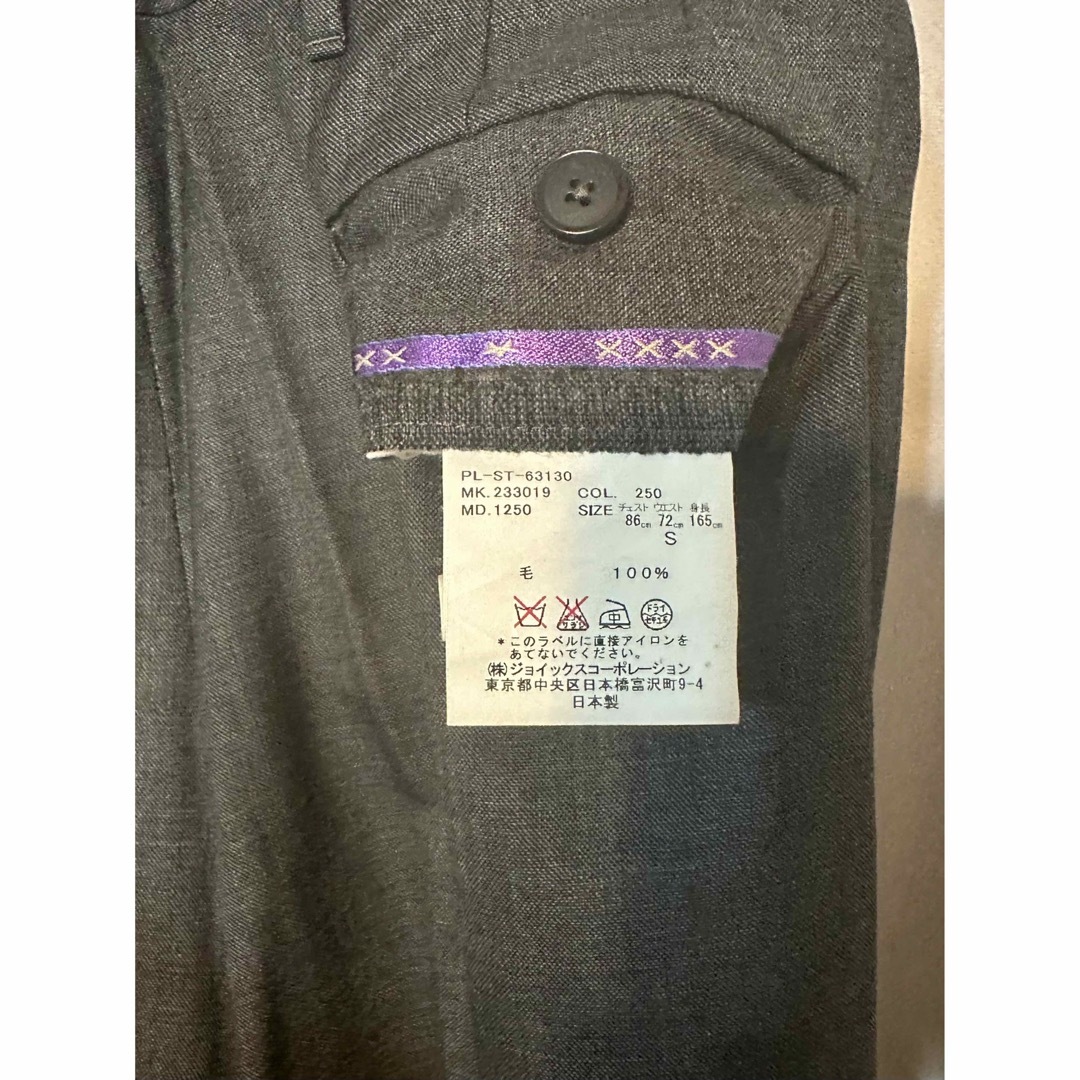 PL-ST-63130
MK.233019 COL. 250
MD.1250 SIZE チェスト ウエスト 身長
86cm 72cm 165cm
S
毛 100%
中 ドライ
*このラベルに直接アイロンを
あてないでください。
(株)ジョイックスコーポレーション
東京都中央区日本橋富沢町9-4
日本製